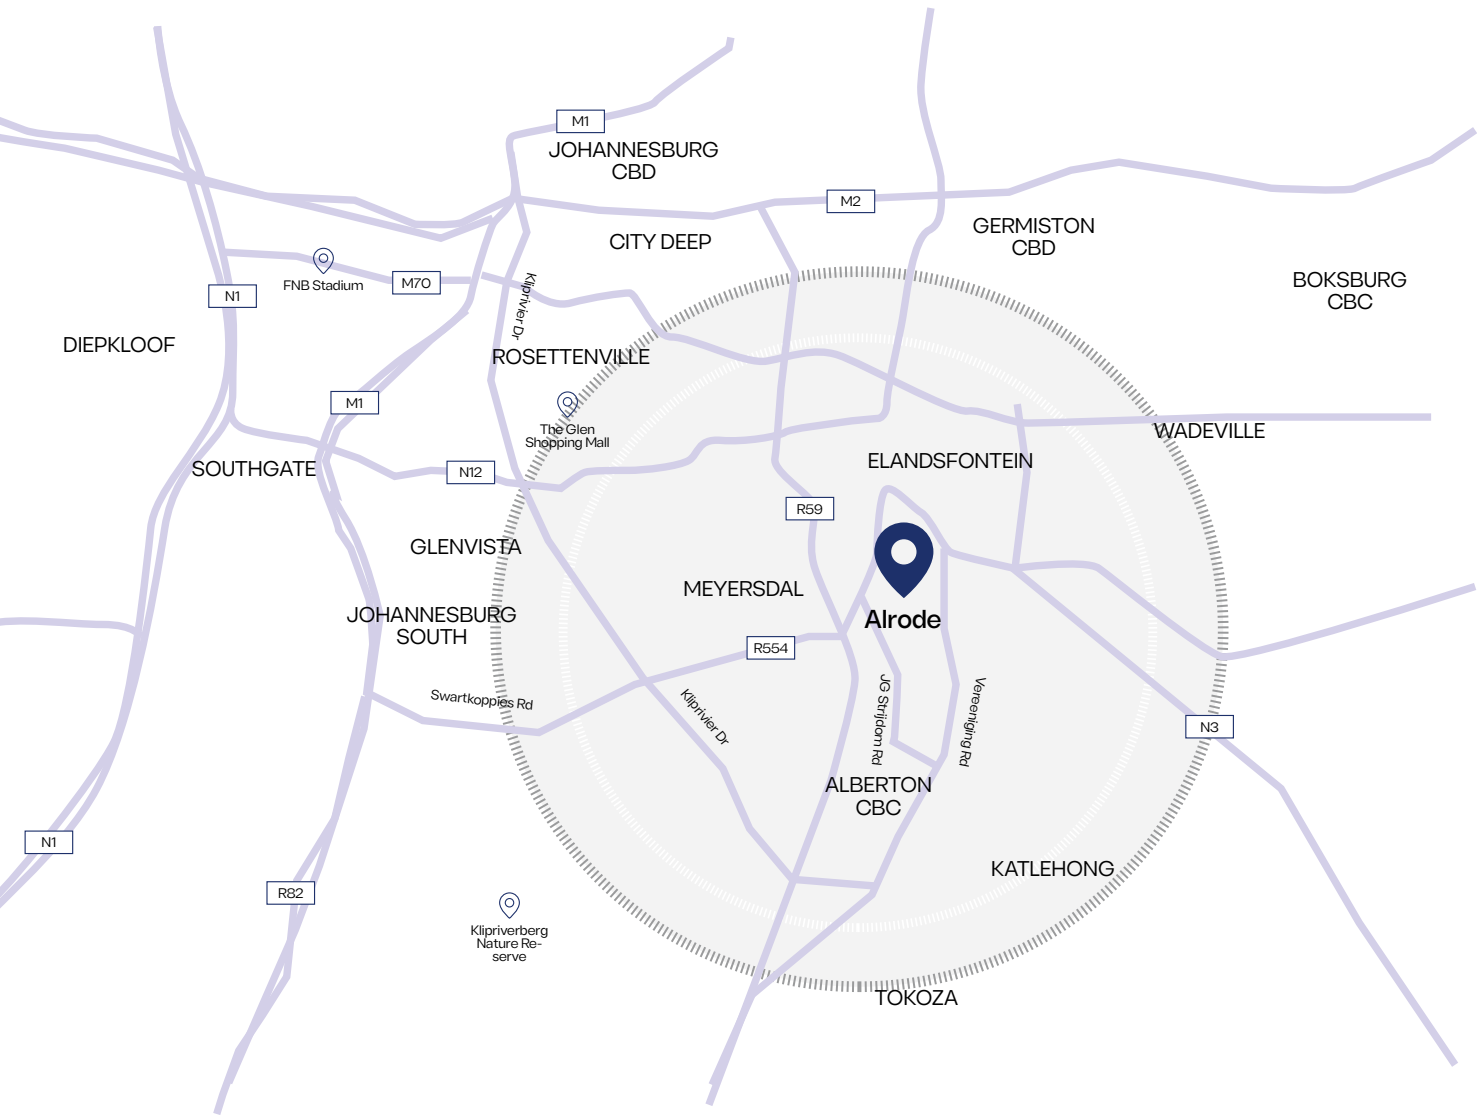 M1
JOHANNESBURG
CBD
M2
GERMISTON
CBD
CITY DEEP
FNB Stadium
M70
N1
Kliprivier Dr
BOKSBURG
CBC
DIEPKLOOF
ROSETTENVILLE
M1
The Glen
Shopping Mall
WADEVILLE
SOUTHGATE
N12
ELANDSFONTEIN
R59
GLENVISTA
MEYERSDAL
Alrode
JOHANNESBURG
SOUTH
R554
Swartkoppies Rd
Kliprivier Dr
JG Strijdom Rd
Vereeniging Rd
N3
ALBERTON
CBC
N1
KATLEHONG
R82
Klipriverberg
Nature Re-
serve
TOKOZA